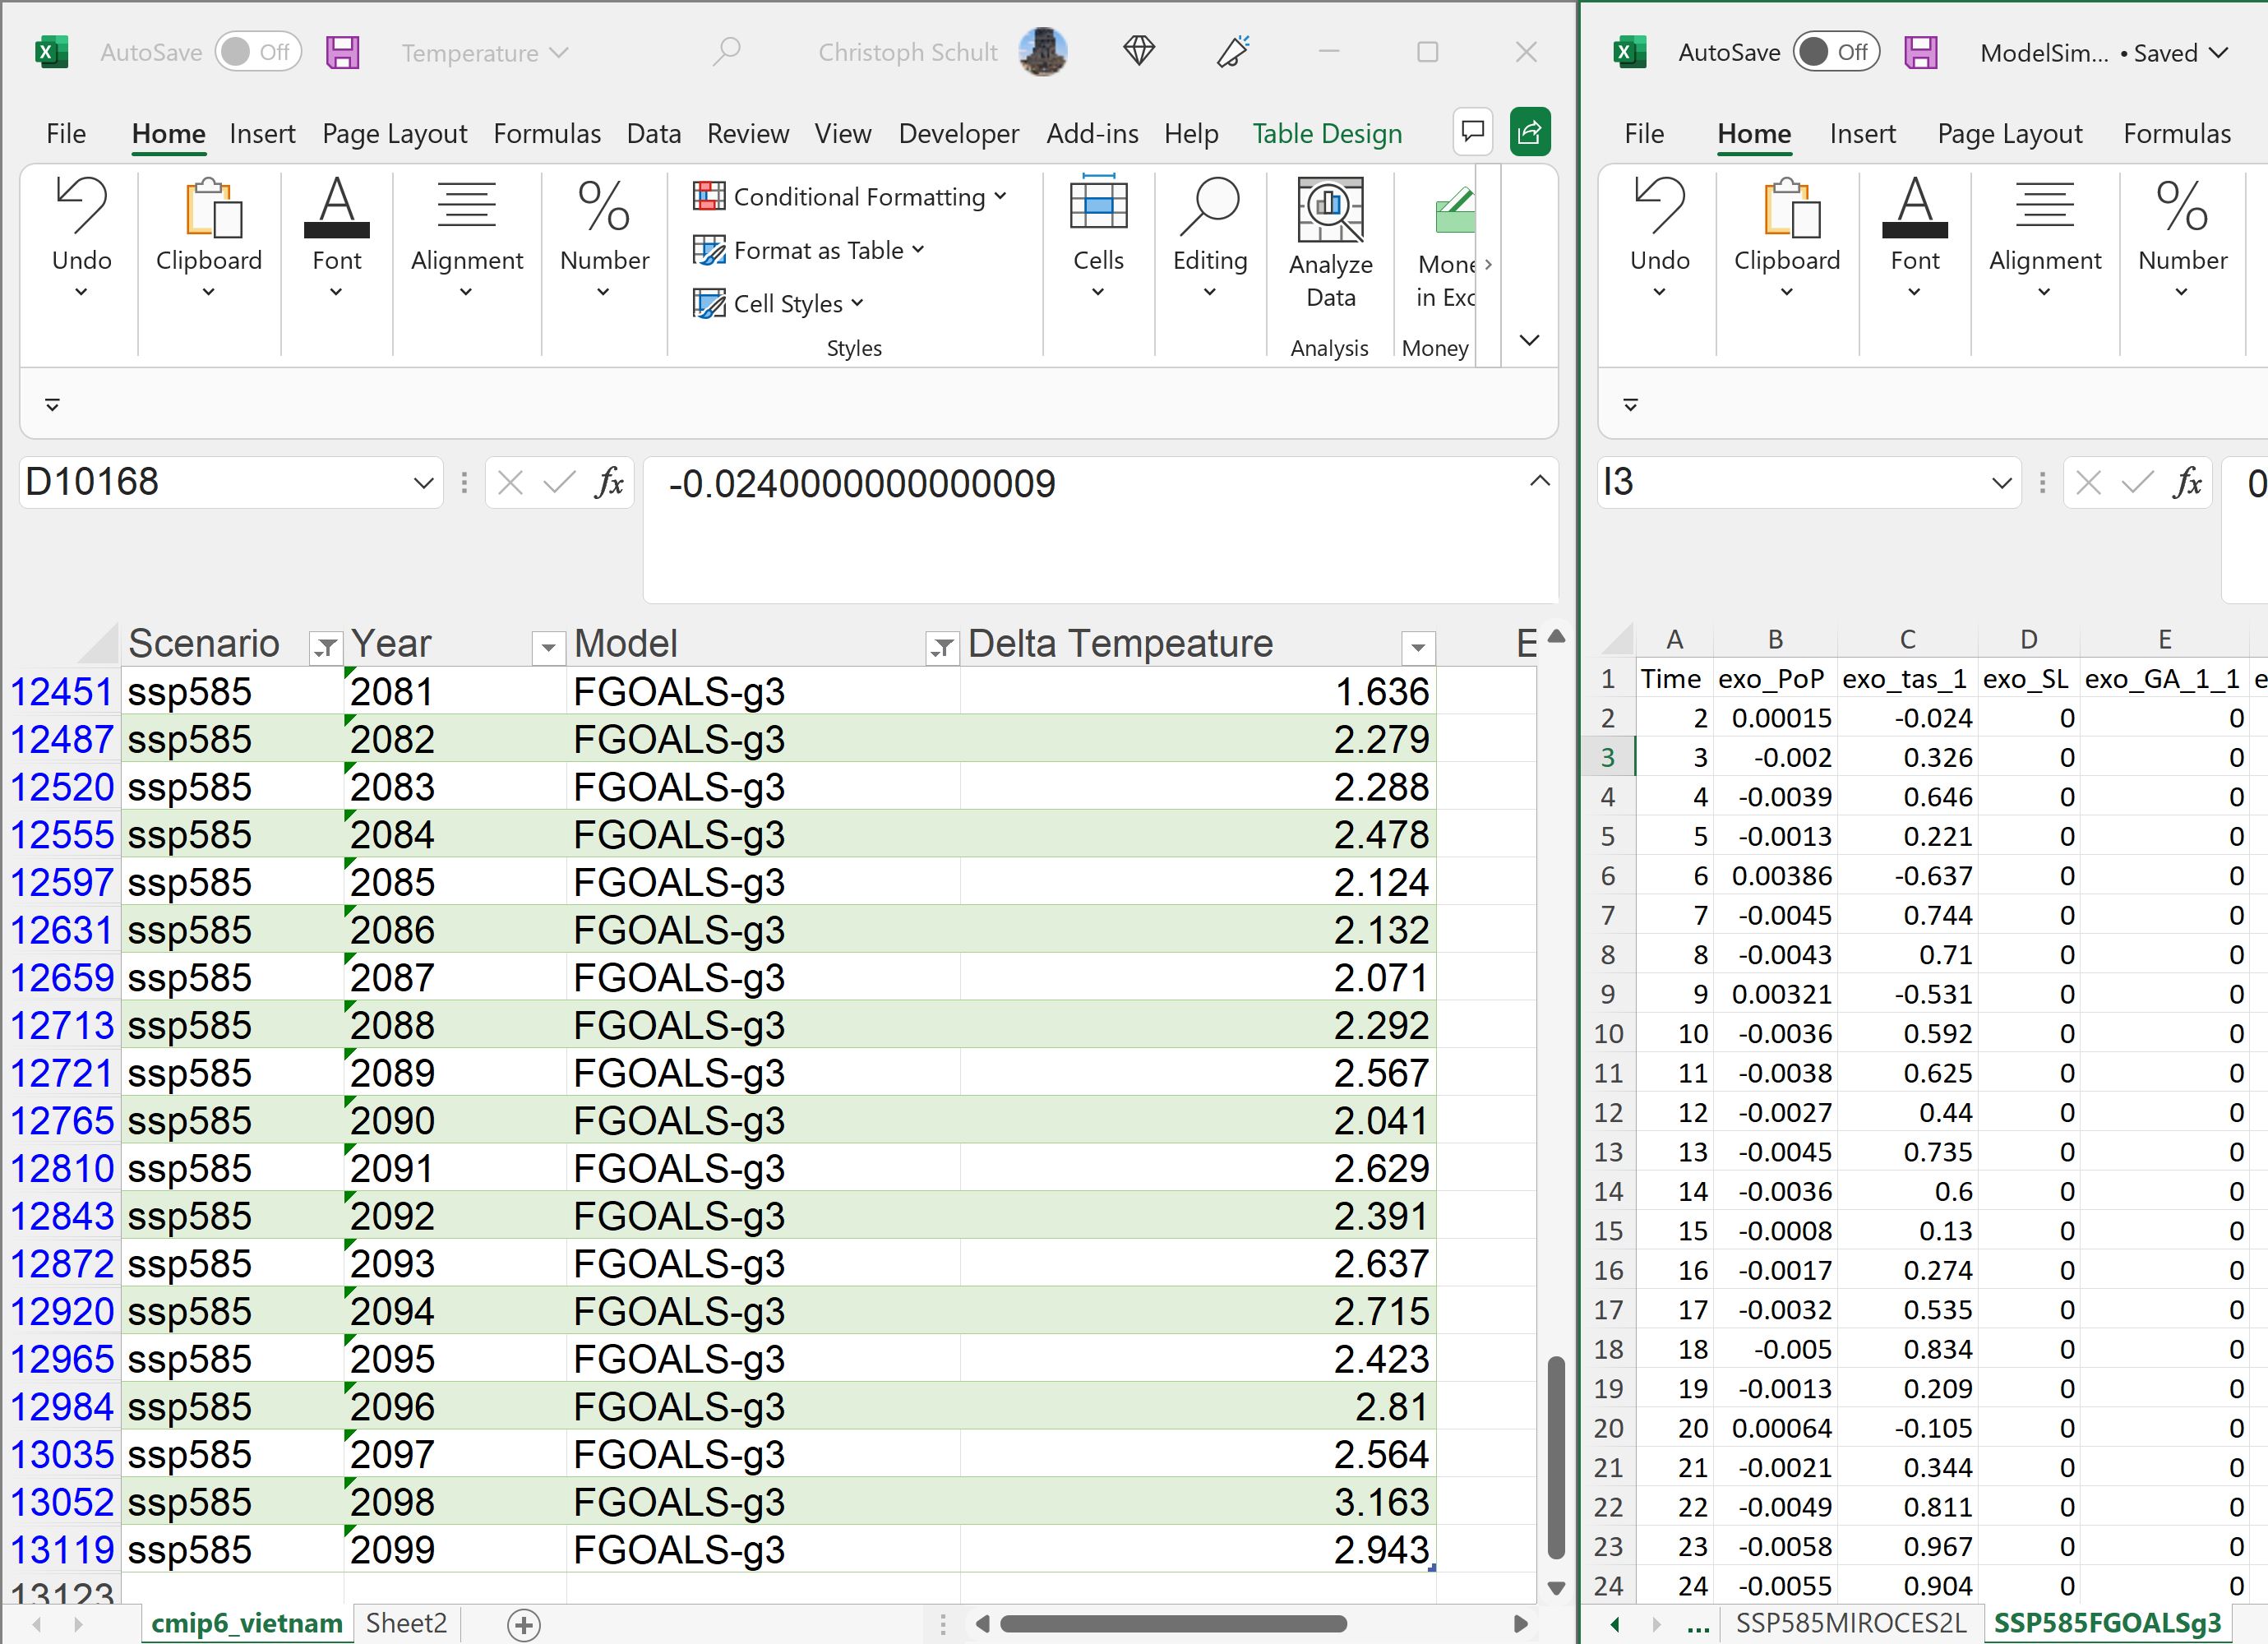 AutoSave Off Temperature Christoph Schult
File Home Insert Page Layout Formulas Data Review View Developer Add-ins Help Table Design
Undo Clipboard Font Alignment Number
Conditional Formatting
Format as Table
Cell Styles
Styles
Cells Editing
Analyze Data
Analysis
Mone
in Exc
Money
D10168 fx -0.0240000000000009
Scenario Year Model Delta Tempeature E
12451 ssp585 2081 FGOALS-g3 1.636
12487 ssp585 2082 FGOALS-g3 2.279
12520 ssp585 2083 FGOALS-g3 2.288
12555 ssp585 2084 FGOALS-g3 2.478
12597 ssp585 2085 FGOALS-g3 2.124
12631 ssp585 2086 FGOALS-g3 2.132
12659 ssp585 2087 FGOALS-g3 2.071
12713 ssp585 2088 FGOALS-g3 2.292
12721 ssp585 2089 FGOALS-g3 2.567
12765 ssp585 2090 FGOALS-g3 2.041
12810 ssp585 2091 FGOALS-g3 2.629
12843 ssp585 2092 FGOALS-g3 2.391
12872 ssp585 2093 FGOALS-g3 2.637
12920 ssp585 2094 FGOALS-g3 2.715
12965 ssp585 2095 FGOALS-g3 2.423
12984 ssp585 2096 FGOALS-g3 2.81
13035 ssp585 2097 FGOALS-g3 2.564
13052 ssp585 2098 FGOALS-g3 3.163
13119 ssp585 2099 FGOALS-g3 2.943
13123
cmip6_vietnam Sheet2
AutoSave Off ModelSim... • Saved
File Home Insert Page Layout Formulas
Undo Clipboard Font Alignment Number
I3 fx 0
A B C D E
1 Time exo_PoP exo_tas_1 exo_SL exo_GA_1_1 e
2 2 0.00015 -0.024 0 0
3 3 -0.002 0.326 0 0
4 4 -0.0039 0.646 0 0
5 5 -0.0013 0.221 0 0
6 6 0.00386 -0.637 0 0
7 7 -0.0045 0.744 0 0
8 8 -0.0043 0.71 0 0
9 9 0.00321 -0.531 0 0
10 10 -0.0036 0.592 0 0
11 11 -0.0038 0.625 0 0
12 12 -0.0027 0.44 0 0
13 13 -0.0045 0.735 0 0
14 14 -0.0036 0.6 0 0
15 15 -0.0008 0.13 0 0
16 16 -0.0017 0.274 0 0
17 17 -0.0032 0.535 0 0
18 18 -0.005 0.834 0 0
19 19 -0.0013 0.209 0 0
20 20 0.00064 -0.105 0 0
21 21 -0.0021 0.344 0 0
22 22 -0.0049 0.811 0 0
23 23 -0.0058 0.967 0 0
24 24 -0.0055 0.904 0 0
... SSP585MIROCES2L SSP585FGOALSg3